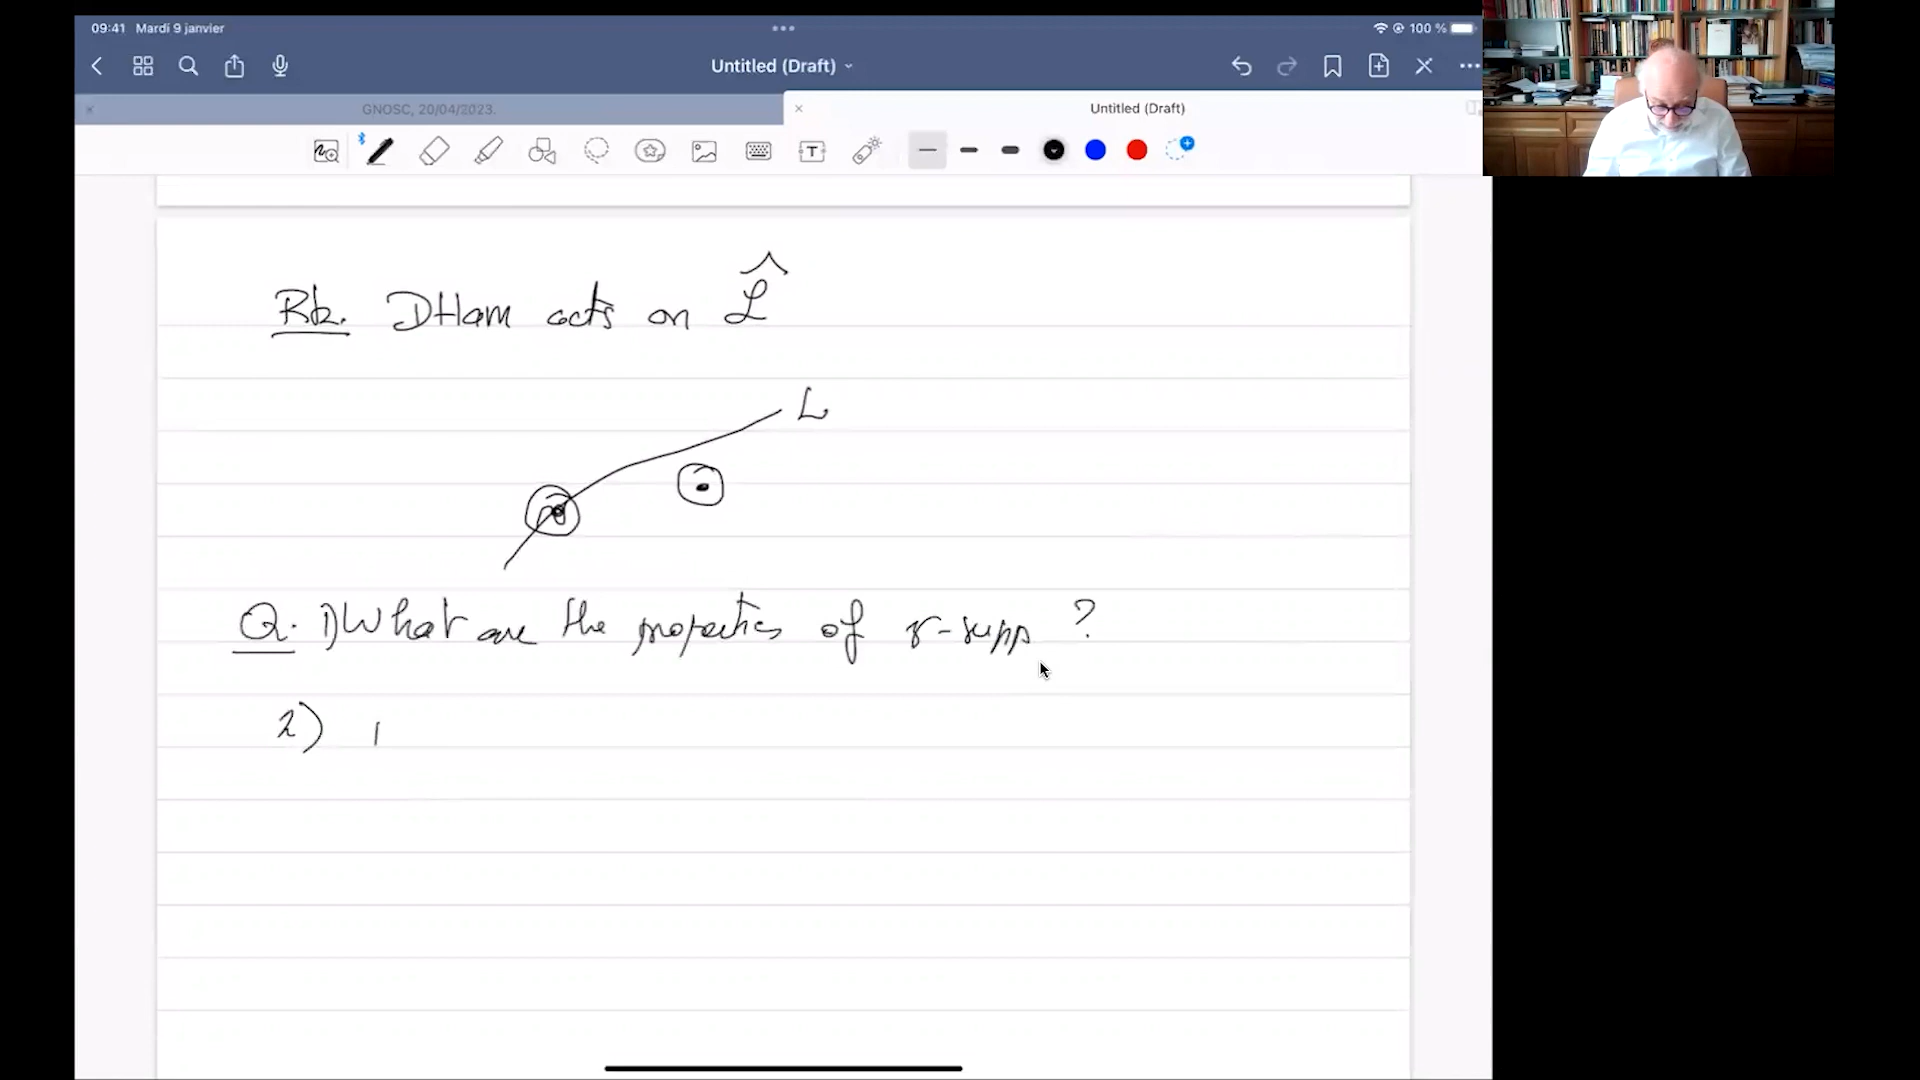 09:41 Mardi 9 janvier
100 %
Untitled (Draft)
GNOSC, 20/04/2023.
Untitled (Draft)
T
Rk. DHam acts on \hat{ℒ}
L
Q. 1) What are the properties of γ-supp ?
2)